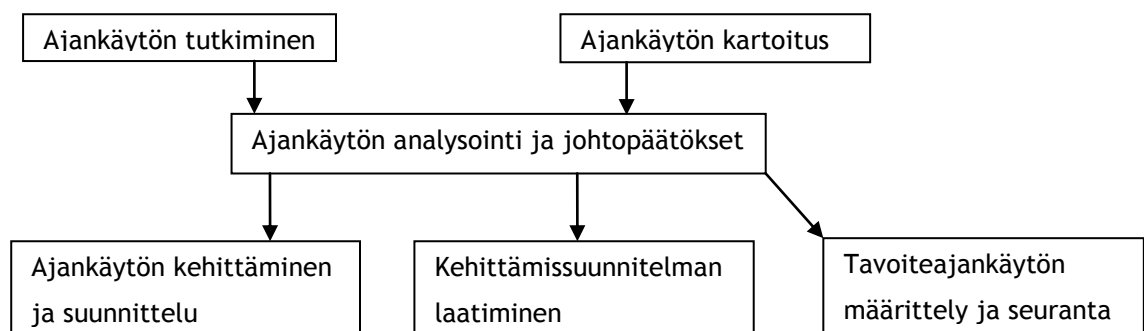 Ajankäytön tutkiminen
Ajankäytön kartoitus
Ajankäytön analysointi ja johtopäätökset
Ajankäytön kehittäminen
ja suunnittelu
Kehittämissuunnitelman
laatiminen
Tavoiteajankäytön
määrittely ja seuranta